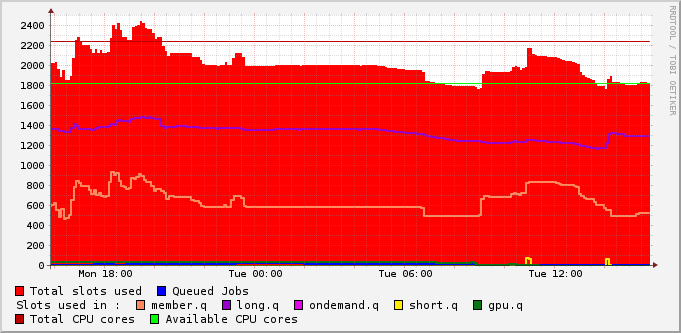 RRDTOOL / TOBI OETIKER
2400
2200
2000
1800
1600
1400
1200
1000
800
600
400
200
0
Mon 18:00 Tue 00:00 Tue 06:00 Tue 12:00
Total slots used Queued Jobs
Slots used in : member.q long.q ondemand.q short.q gpu.q
Total CPU cores Available CPU cores